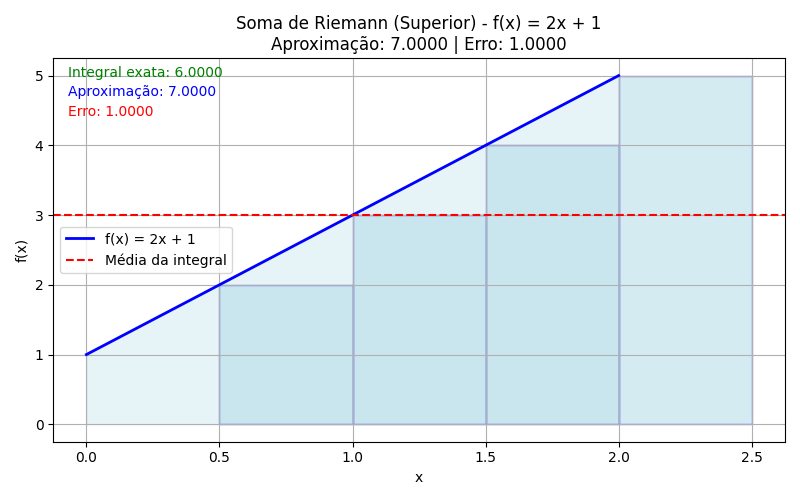 Soma de Riemann (Superior) - f(x) = 2x + 1
Aproximação: 7.0000 | Erro: 1.0000
Integral exata: 6.0000
Aproximação: 7.0000
Erro: 1.0000
f(x) = 2x + 1
Média da integral
f(x)
5
4
3
2
1
0
0.0 0.5 1.0 1.5 2.0 2.5
x